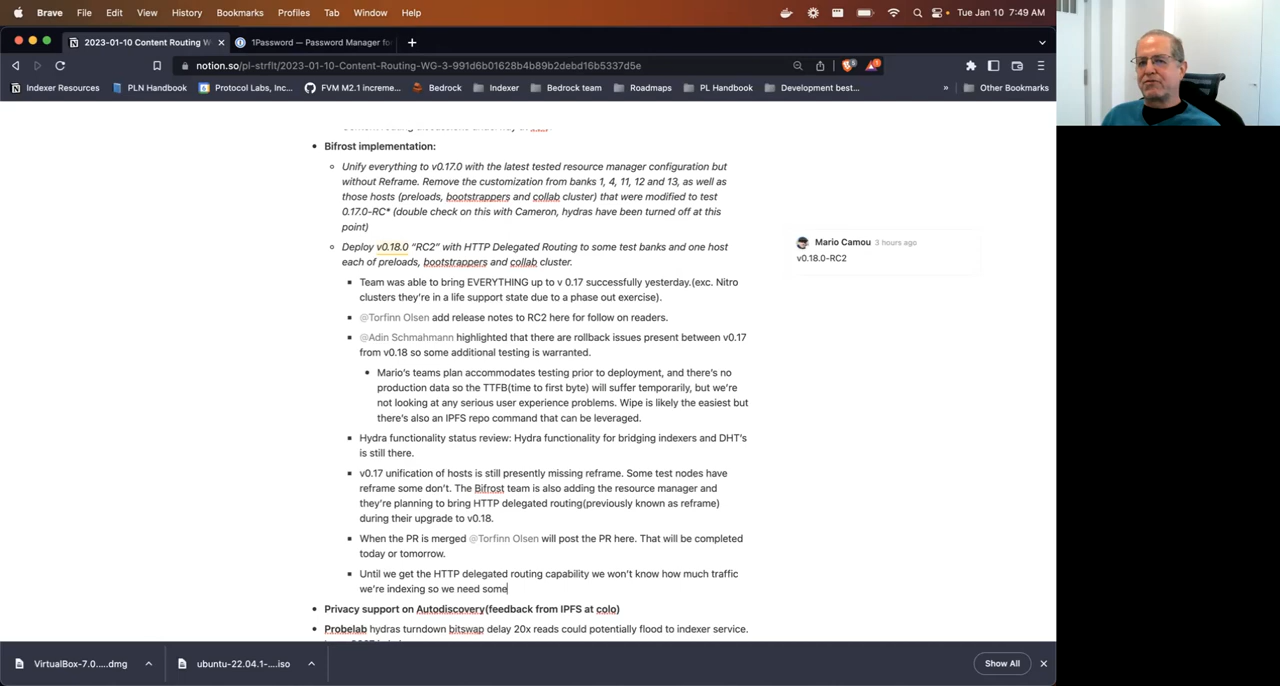 Brave File Edit View History Bookmarks Profiles Tab Window Help Tue Jan 10 7:49 AM
2023-01-10 Content Routing W 1Password — Password Manager for
notion.so/pl-strflt/2023-01-10-Content-Routing-WG-3-991d6b01628b4b89b2debd16b5337d5e
Indexer Resources PLN Handbook Protocol Labs, Inc... FVM M2.1 increme... Bedrock Indexer Bedrock team Roadmaps PL Handbook Development best... » Other Bookmarks
Bifrost implementation:
Unify everything to v0.17.0 with the latest tested resource manager configuration but
without Reframe. Remove the customization from banks 1, 4, 11, 12 and 13, as well as
those hosts (preloads, bootstrappers and collab cluster) that were modified to test
0.17.0-RC* (double check on this with Cameron, hydras have been turned off at this
point)
Deploy v0.18.0 “RC2” with HTTP Delegated Routing to some test banks and one host
each of preloads, bootstrappers and collab cluster.
Mario Camou 3 hours ago
v0.18.0-RC2
Team was able to bring EVERYTHING up to v 0.17 successfully yesterday.(exc. Nitro
clusters they’re in a life support state due to a phase out exercise).
@Torfinn Olsen add release notes to RC2 here for follow on readers.
@Adin Schmahmann highlighted that there are rollback issues present between v0.17
from v0.18 so some additional testing is warranted.
Mario’s teams plan accommodates testing prior to deployment, and there’s no
production data so the TTFB(time to first byte) will suffer temporarily, but we’re
not looking at any serious user experience problems. Wipe is likely the easiest but
there’s also an IPFS repo command that can be leveraged.
Hydra functionality status review: Hydra functionality for bridging indexers and DHT’s
is still there.
v0.17 unification of hosts is still presently missing reframe. Some test nodes have
reframe some don’t. The Bifrost team is also adding the resource manager and
they’re planning to bring HTTP delegated routing(previously known as reframe)
during their upgrade to v0.18.
When the PR is merged @Torfinn Olsen will post the PR here. That will be completed
today or tomorrow.
Until we get the HTTP delegated routing capability we won’t know how much traffic
we’re indexing so we need some
Privacy support on Autodiscovery(feedback from IPFS at colo)
Probelab hydras turndown bitswap delay 20x reads could potentially flood to indexer service.
VirtualBox-7.0.....dmg ubuntu-22.04.1-....iso Show All